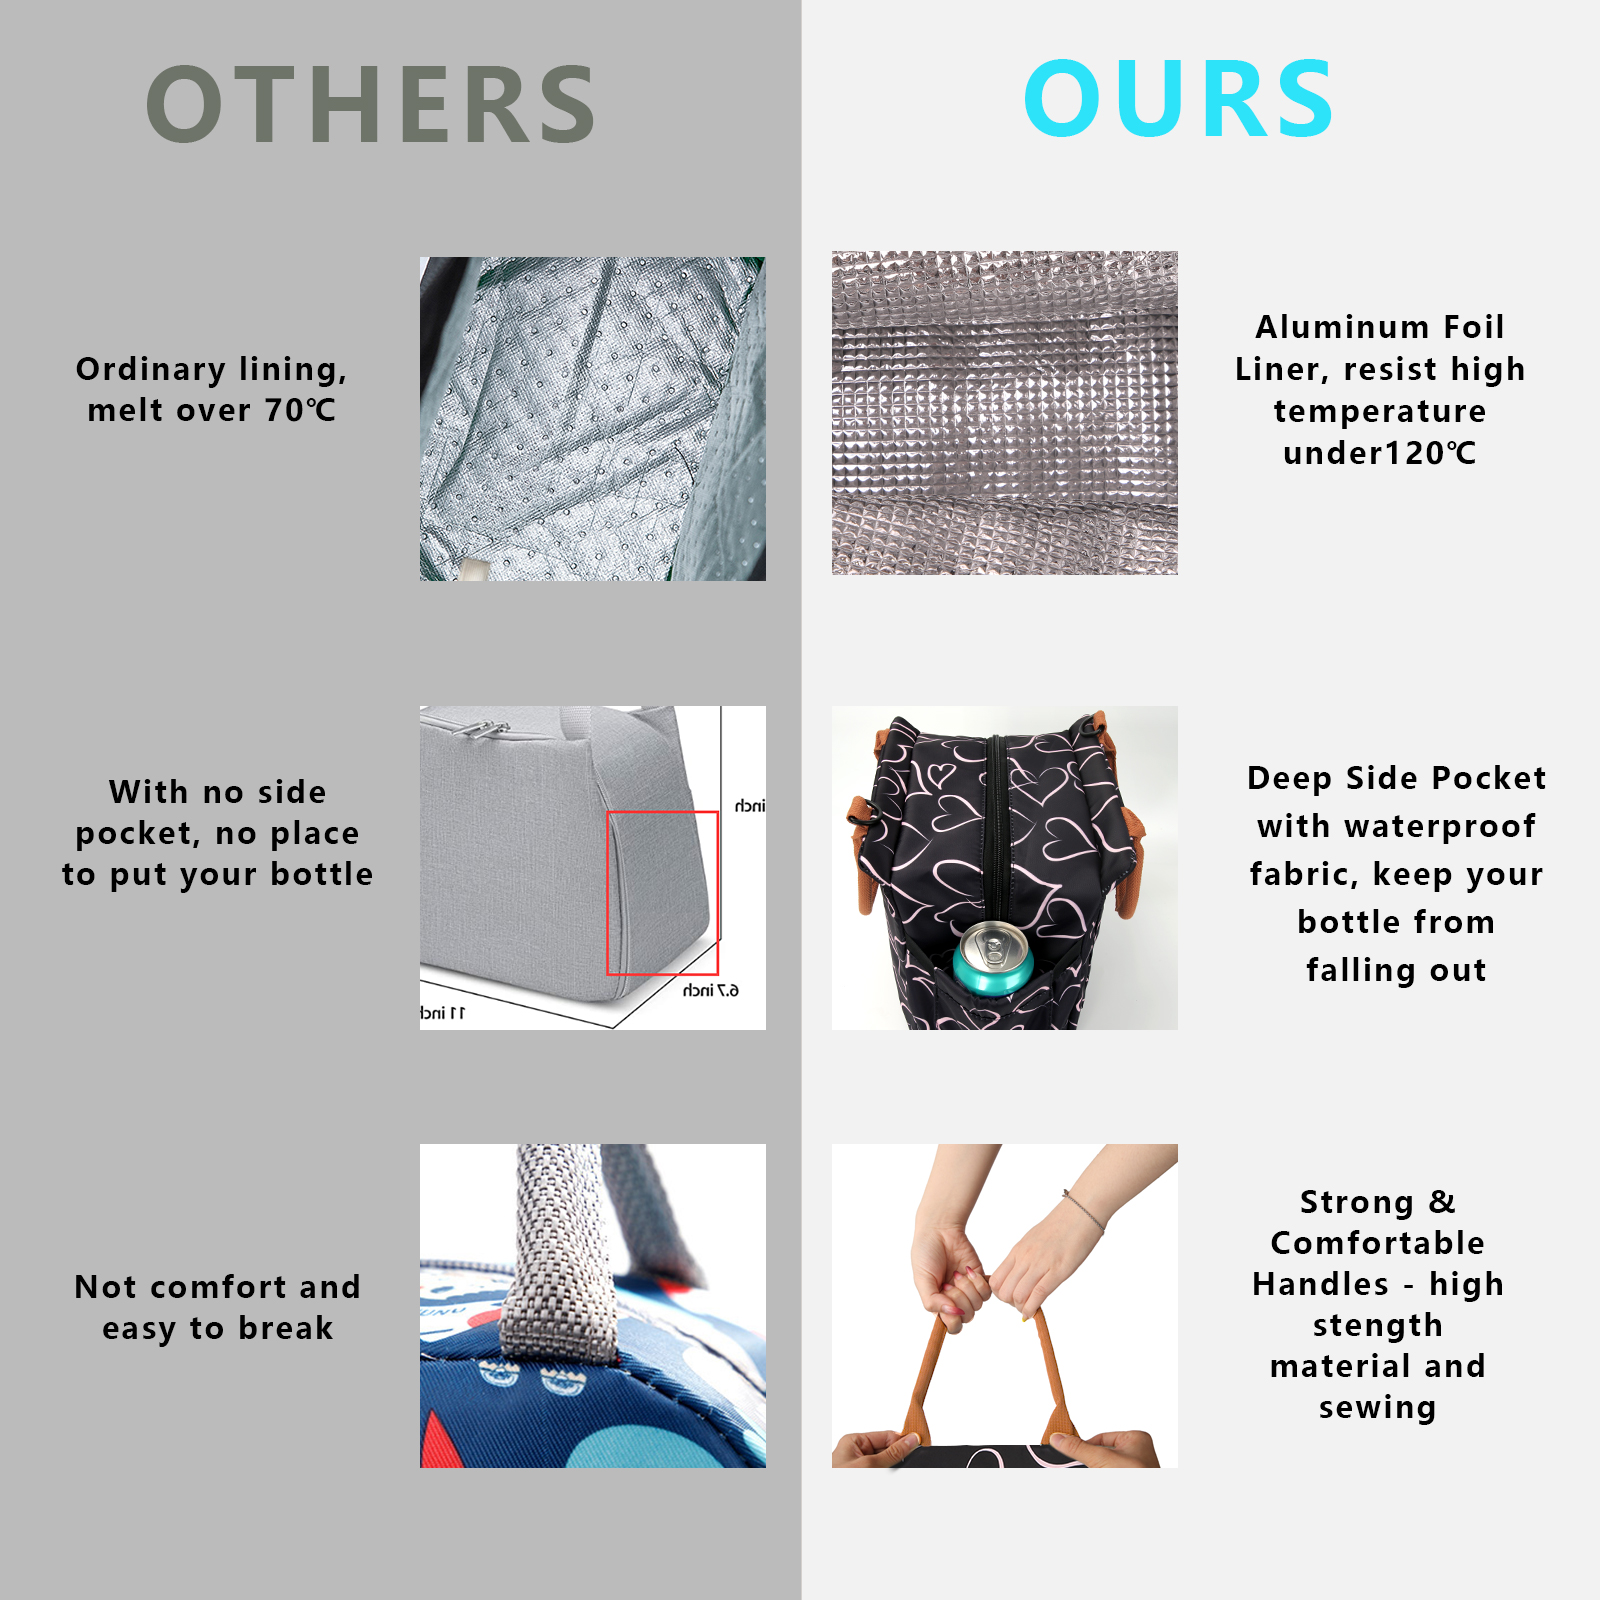 OTHERS
OURS
Ordinary lining,
melt over 70℃
Aluminum Foil
Liner, resist high
temperature
under120℃
With no side
pocket, no place
to put your bottle
inch
6.7 inch
11 inch
Deep Side Pocket
with waterproof
fabric, keep your
bottle from
falling out
Not comfort and
easy to break
Strong &
Comfortable
Handles - high
stength
material and
sewing